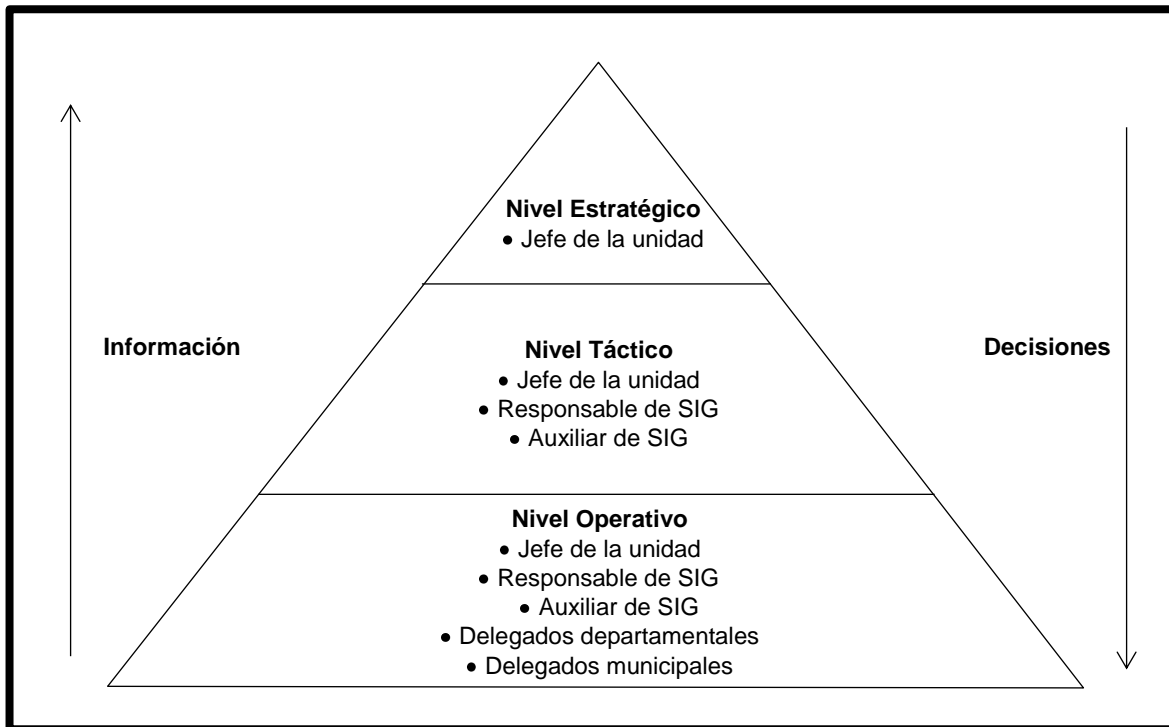 Nivel Estratégico
• Jefe de la unidad
Información
Nivel Táctico
• Jefe de la unidad
• Responsable de SIG
• Auxiliar de SIG
Decisiones
Nivel Operativo
• Jefe de la unidad
• Responsable de SIG
• Auxiliar de SIG
• Delegados departamentales
• Delegados municipales